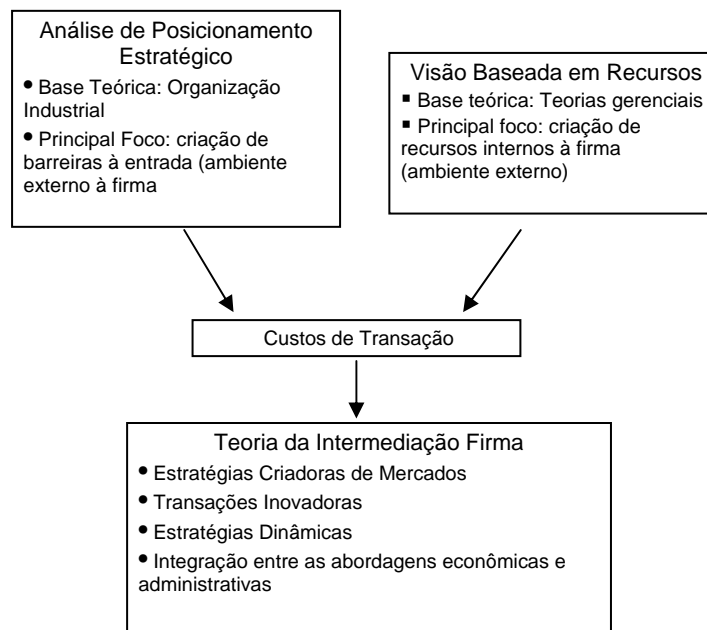 Análise de Posicionamento
Estratégico
• Base Teórica: Organização
Industrial
• Principal Foco: criação de
barreiras à entrada (ambiente
externo à firma
Visão Baseada em Recursos
▪ Base teórica: Teorias gerenciais
▪ Principal foco: criação de
recursos internos à firma
(ambiente externo)
Custos de Transação
Teoria da Intermediação Firma
• Estratégias Criadoras de Mercados
• Transações Inovadoras
• Estratégias Dinâmicas
• Integração entre as abordagens econômicas e
administrativas